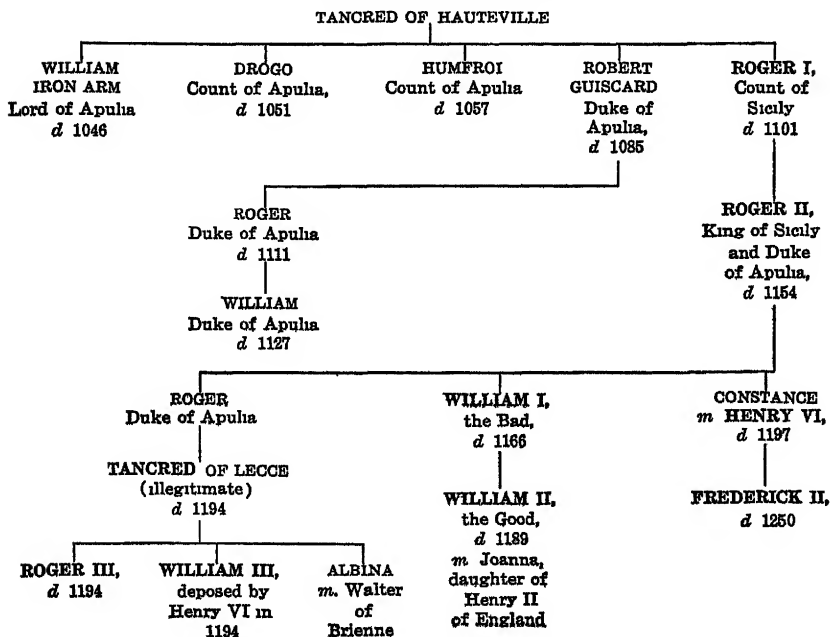 TANCRED OF HAUTEVILLE
WILLIAM
IRON ARM
Lord of Apulia
d 1046
DROGO
Count of Apulia,
d 1051
HUMFROI
Count of Apulia
d 1057
ROBERT
GUISCARD
Duke of
Apulia,
d 1085
ROGER I,
Count of
Sicily
d 1101
ROGER
Duke of Apulia
d 1111
ROGER II,
King of Sicily
and Duke
of Apulia,
d 1154
WILLIAM
Duke of Apulia
d 1127
ROGER
Duke of Apulia
WILLIAM I,
the Bad,
d 1166
CONSTANCE
m HENRY VI,
d 1197
TANCRED OF LECCE
(illegitimate)
d 1194
WILLIAM II,
the Good,
d 1189
m Joanna,
daughter of
Henry II
of England
FREDERICK II,
d 1250
ROGER III,
d 1194
WILLIAM III,
deposed by
Henry VI in
1194
ALBINA
m. Walter
of
Brienne